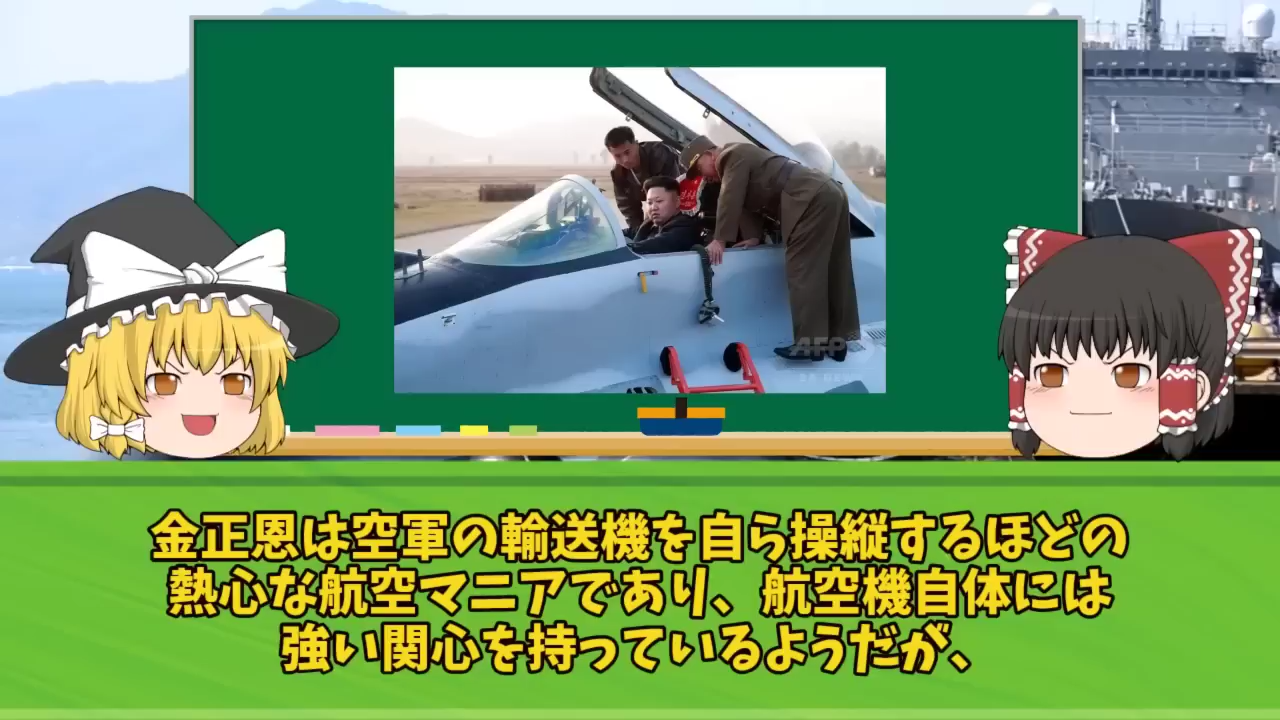 AFP
金正恩は空軍の輸送機を自ら操縦するほどの
熱心な航空マニアであり、航空機自体には
強い関心を持っているようだが、